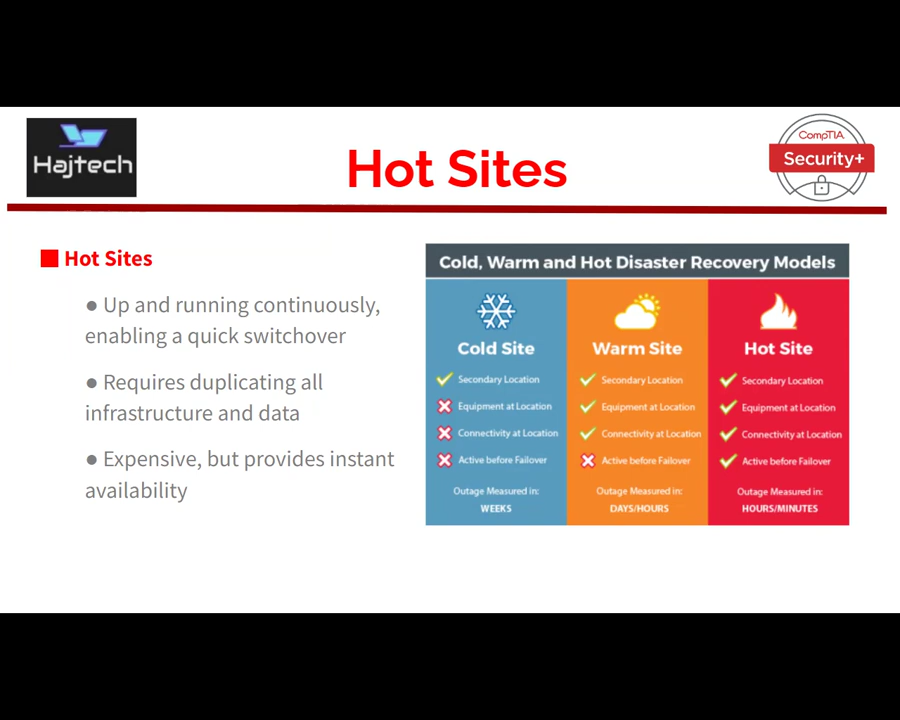 Hajtech
Hot Sites
CompTIA
Security+
Hot Sites
● Up and running continuously,
enabling a quick switchover
● Requires duplicating all
infrastructure and data
● Expensive, but provides instant
availability
Cold, Warm and Hot Disaster Recovery Models
Cold Site
Secondary Location
Equipment at Location
Connectivity at Location
Active before Failover
Outage Measured in:
WEEKS
Warm Site
Secondary Location
Equipment at Location
Connectivity at Location
Active before Failover
Outage Measured in:
DAYS/HOURS
Hot Site
Secondary Location
Equipment at Location
Connectivity at Location
Active before Failover
Outage Measured in:
HOURS/MINUTES